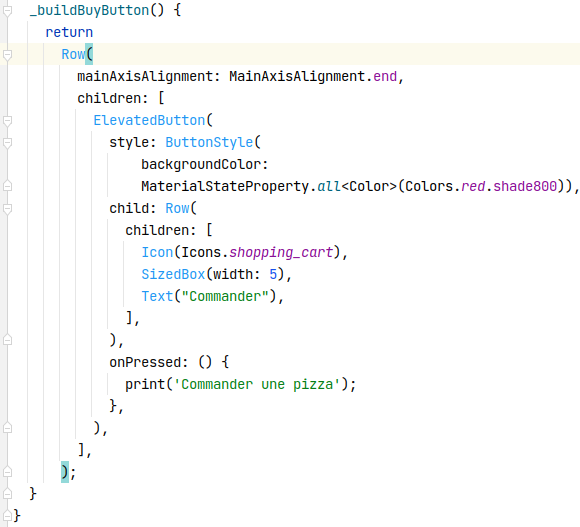 _buildBuyButton() {
  return
    Row(
      mainAxisAlignment: MainAxisAlignment.end,
      children: [
        ElevatedButton(
          style: ButtonStyle(
              backgroundColor:
              MaterialStateProperty.all<Color>(Colors.red.shade800)),
          child: Row(
            children: [
              Icon(Icons.shopping_cart),
              SizedBox(width: 5),
              Text("Commander"),
            ],
          ),
          onPressed: () {
            print('Commander une pizza');
          },
        ),
      ],
    );
  }
}